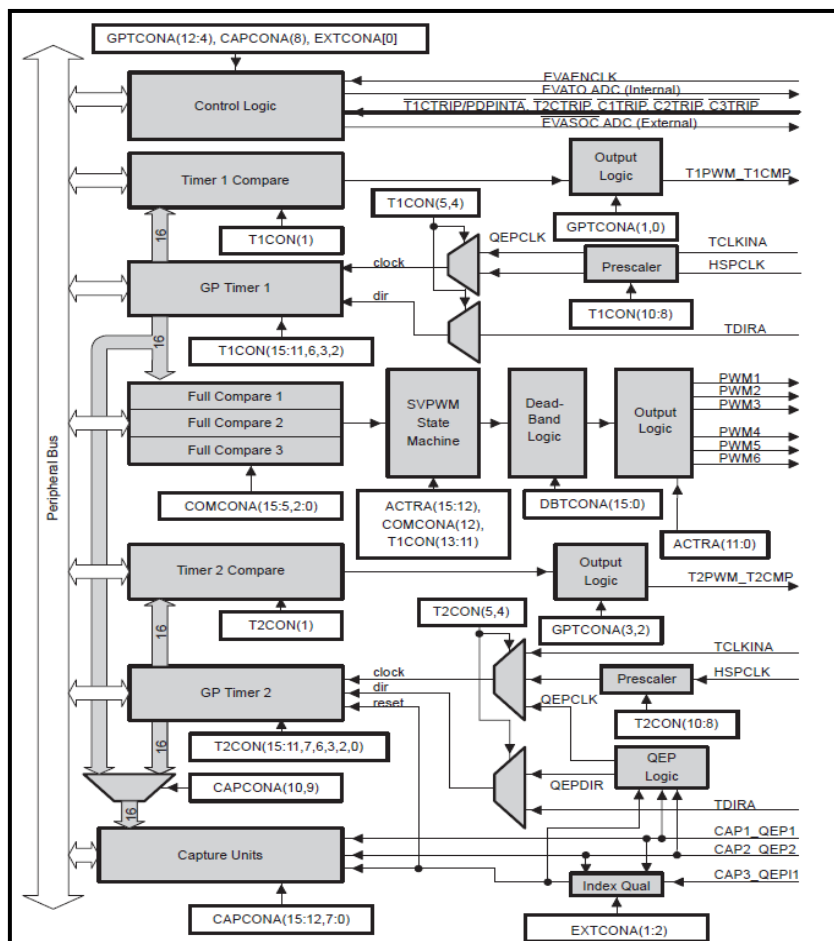 GPTCONA(12:4), CAPCONA(8), EXTCONA[0]
Control Logic
EVAENCLK
EVATO ADC (Internal)
T1CTRIP/PDPINTA, T2CTRIP, C1TRIP, C2TRIP, C3TRIP
EVASOC ADC (External)
Timer 1 Compare
Output
Logic
T1PWM_T1CMP
T1CON(5,4)
GPTCONA(1,0)
16
T1CON(1)
QEPCLK
TCLKINA
clock
Prescaler
HSPCLK
GP Timer 1
dir
T1CON(10:8)
TDIRA
16
T1CON(15:11,6,3,2)
Full Compare 1
Full Compare 2
Full Compare 3
SVPWM
State
Machine
Dead-
Band
Logic
Output
Logic
PWM1
PWM2
PWM3
PWM4
PWM5
PWM6
Peripheral Bus
COMCONA(15:5,2:0)
ACTRA(15:12),
COMCONA(12),
T1CON(13:11)
DBTCONA(15:0)
ACTRA(11:0)
Timer 2 Compare
Output
Logic
T2PWM_T2CMP
T2CON(1)
T2CON(5,4)
GPTCONA(3,2)
16
TCLKINA
clock
Prescaler
HSPCLK
GP Timer 2
dir
reset
QEPCLK
T2CON(10:8)
T2CON(15:11,7,6,3,2,0)
16
QEP
Logic
QEPDIR
CAPCONA(10,9)
TDIRA
16
Capture Units
CAP1_QEP1
CAP2_QEP2
Index Qual
CAP3_QEPI1
CAPCONA(15:12,7:0)
EXTCONA(1:2)